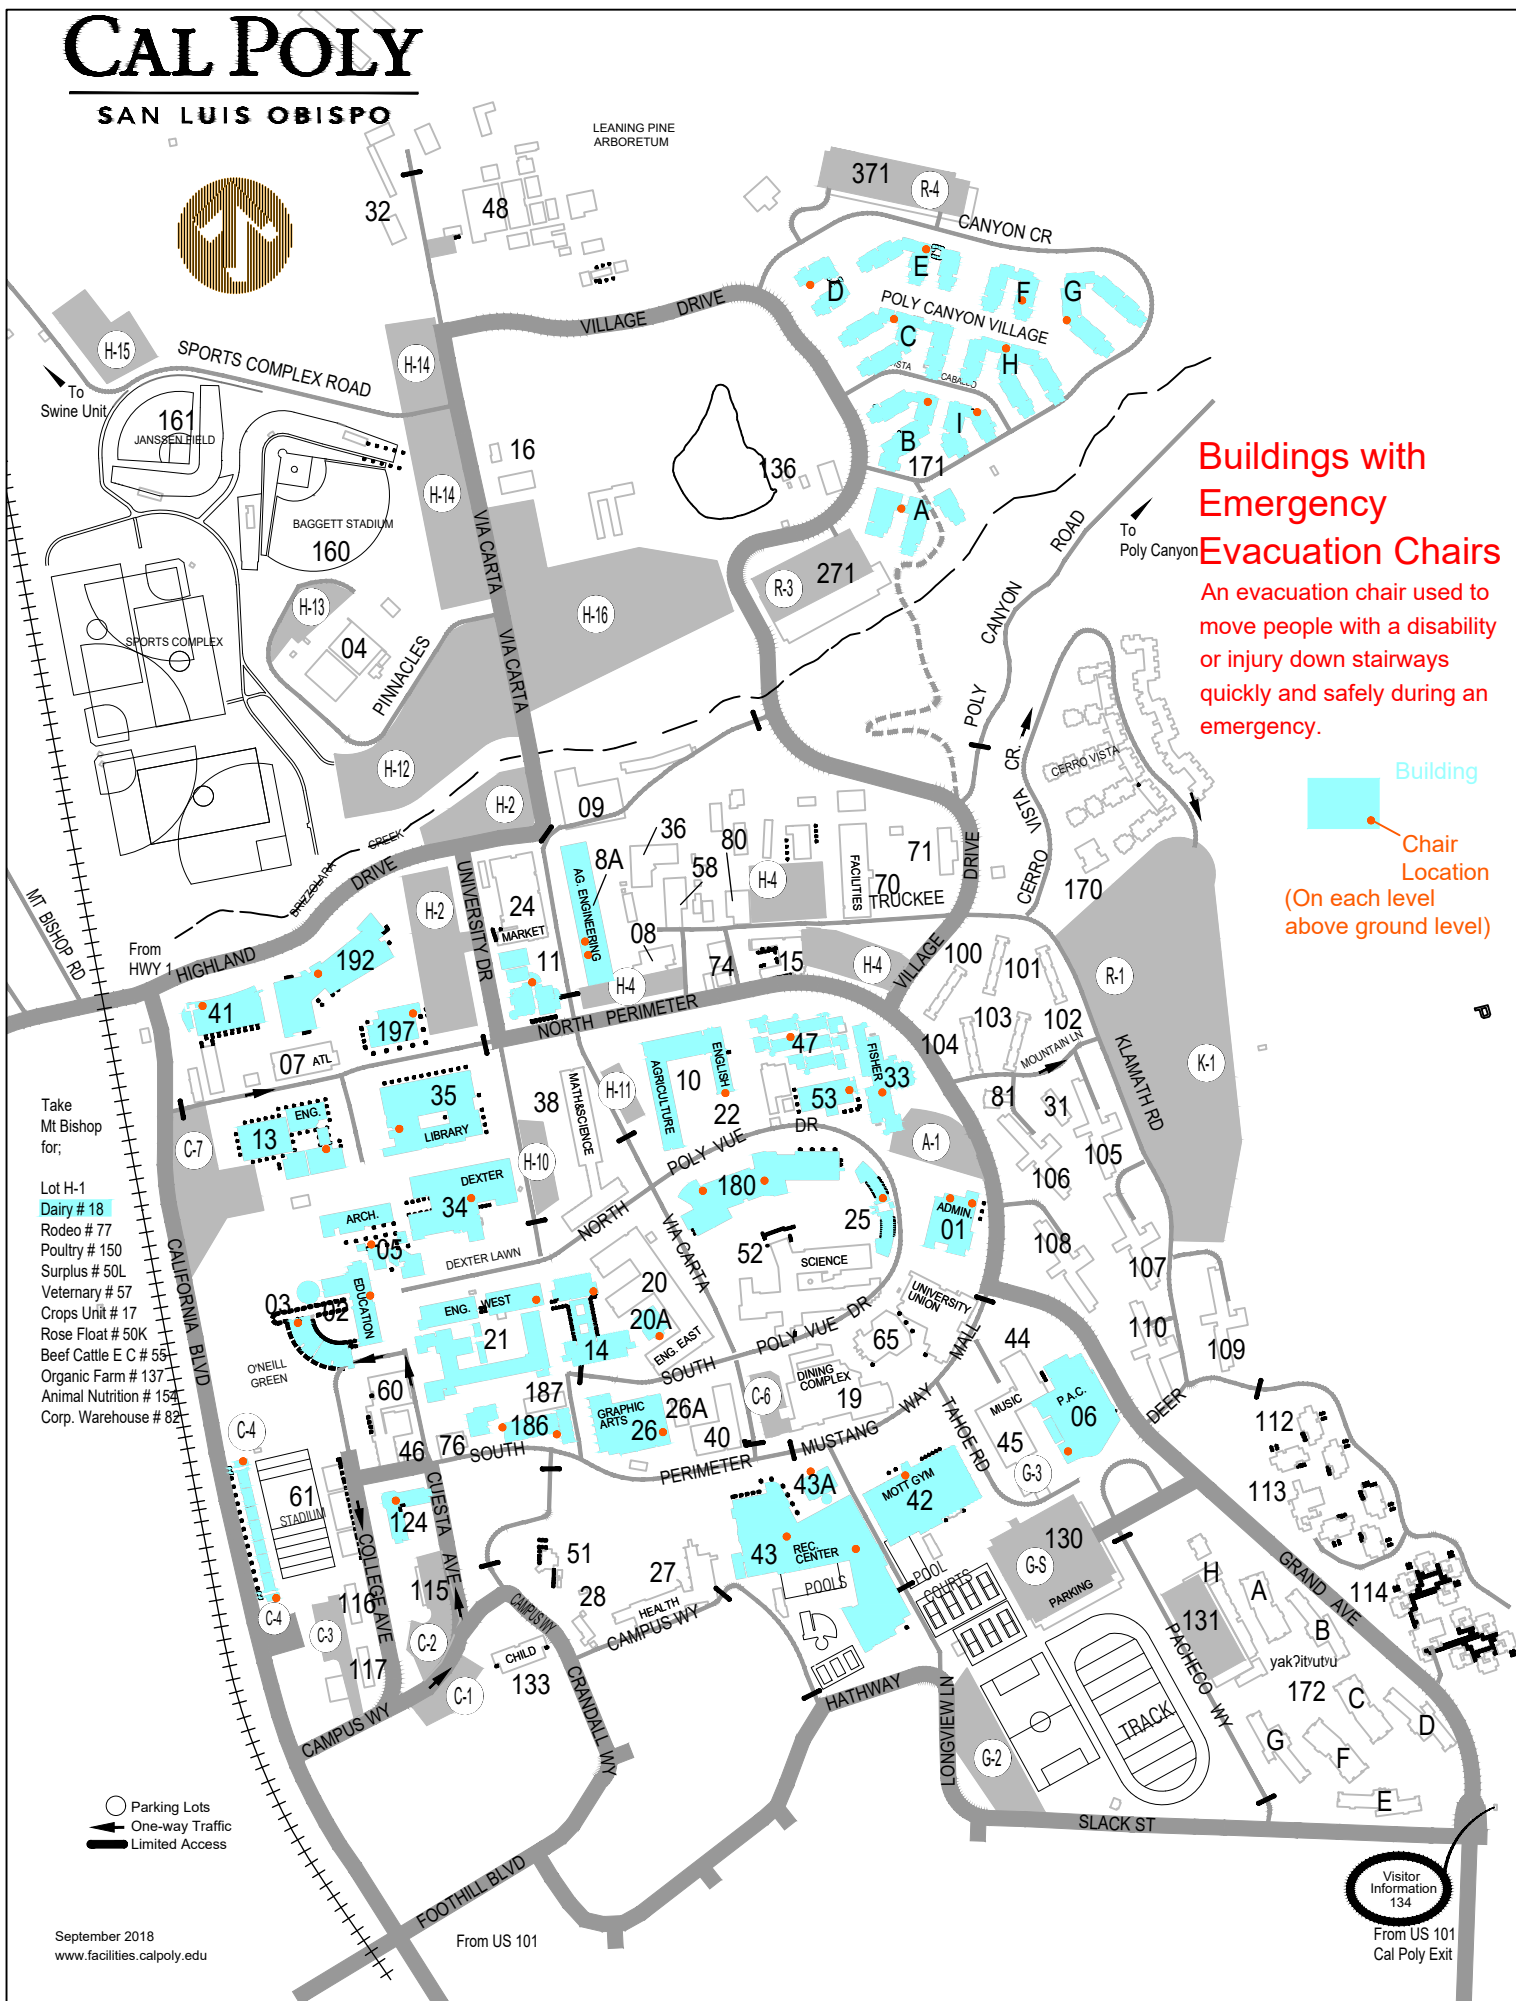 CAL POLY
SAN LUIS OBISPO
LEANING PINE
ARBORETUM
371
R-4
32
48
CANYON CR
E
D
F
G
POLY CANYON VILLAGE
C
H
VILLAGE DRIVE
H-15
SPORTS COMPLEX ROAD
H-14
To
Swine Unit
CABALLO
161
JANSSEN FIELD
16
136
B
I
171
H-14
A
BAGGETT STADIUM
160
VIA CARTA
Buildings with
Emergency
Evacuation Chairs
An evacuation chair used to
move people with a disability
or injury down stairways
quickly and safely during an
emergency.
Building
Chair
Location
(On each level
above ground level)
To
Poly Canyon
POLY CANYON ROAD
R-3
271
H-13
H-16
SPORTS COMPLEX
04
PINNACLES
VIA CARTA
H-12
H-2
CERRO VISTA
CERRO VISTA CR.
09
36
80
8A
58
H-4
71
70
FACILITIES
TRUCKEE
170
DRIVE
BRIZZOLARA CREEK
MT BISHOP RD
HIGHLAND DRIVE
H-2
UNIVERSITY DR
24
MARKET
AG. ENGINEERING
08
11
H-4
74
15
H-4
VILLAGE
100
101
R-1
From
HWY 1
192
41
197
NORTH PERIMETER
103
102
104
MOUNTAIN LN
KLAMATH RD
K-1
P
07 ATL
35
LIBRARY
38
MATH&SCIENCE
H-11
AGRICULTURE
10
ENGLISH
22
47
FISHER
33
53
81
31
Take
Mt Bishop
for;
C-7
13
ENG.
H-10
POLY VUE DR
A-1
105
106
Lot H-1
Dairy # 18
Rodeo # 77
Poultry # 150
Surplus # 50L
Veternary # 57
Crops Unit # 17
Rose Float # 50K
Beef Cattle E C # 55
Organic Farm # 137
Animal Nutrition # 154
Corp. Warehouse # 82
DEXTER
34
ARCH.
05
DEXTER LAWN
NORTH
VIA CARTA
180
25
ADMIN.
01
108
107
52
SCIENCE
CALIFORNIA BLVD
03
02
EDUCATION
ENG. WEST
21
20
20A
ENG. EAST
14
UNIVERSITY
UNION
65
110
109
O'NEILL
GREEN
SOUTH POLY VUE DR
MALL
44
60
187
186
GRAPHIC
ARTS
26
26A
40
C-6
DINING
COMPLEX
19
MUSTANG WAY
TAHOE RD
MUSIC
45
P.A.C.
06
DEER
112
C-4
46
76
SOUTH PERIMETER
G-3
113
61
STADIUM
124
CUESTA AVE
43A
MOTT GYM
42
COLLEGE AVE
43
REC.
CENTER
51
27
28
POOLS
POOL
COURTS
G-S
130
PARKING
GRAND AVE
114
H
A
B
131
C-4
116
115
C-3
C-2
117
CAMPUS WY
HEALTH
CAMPUS WY
CHILD
133
C-1
CRANDALL WY
HATHWAY
PACHECO WY
yakʔitʸutʸu
172
C
D
TRACK
G
F
E
G-2
LONGVIEW LN
CAMPUS WY
SLACK ST
Parking Lots
One-way Traffic
Limited Access
FOOTHILL BLVD
Visitor
Information
134
September 2018
www.facilities.calpoly.edu
From US 101
From US 101
Cal Poly Exit